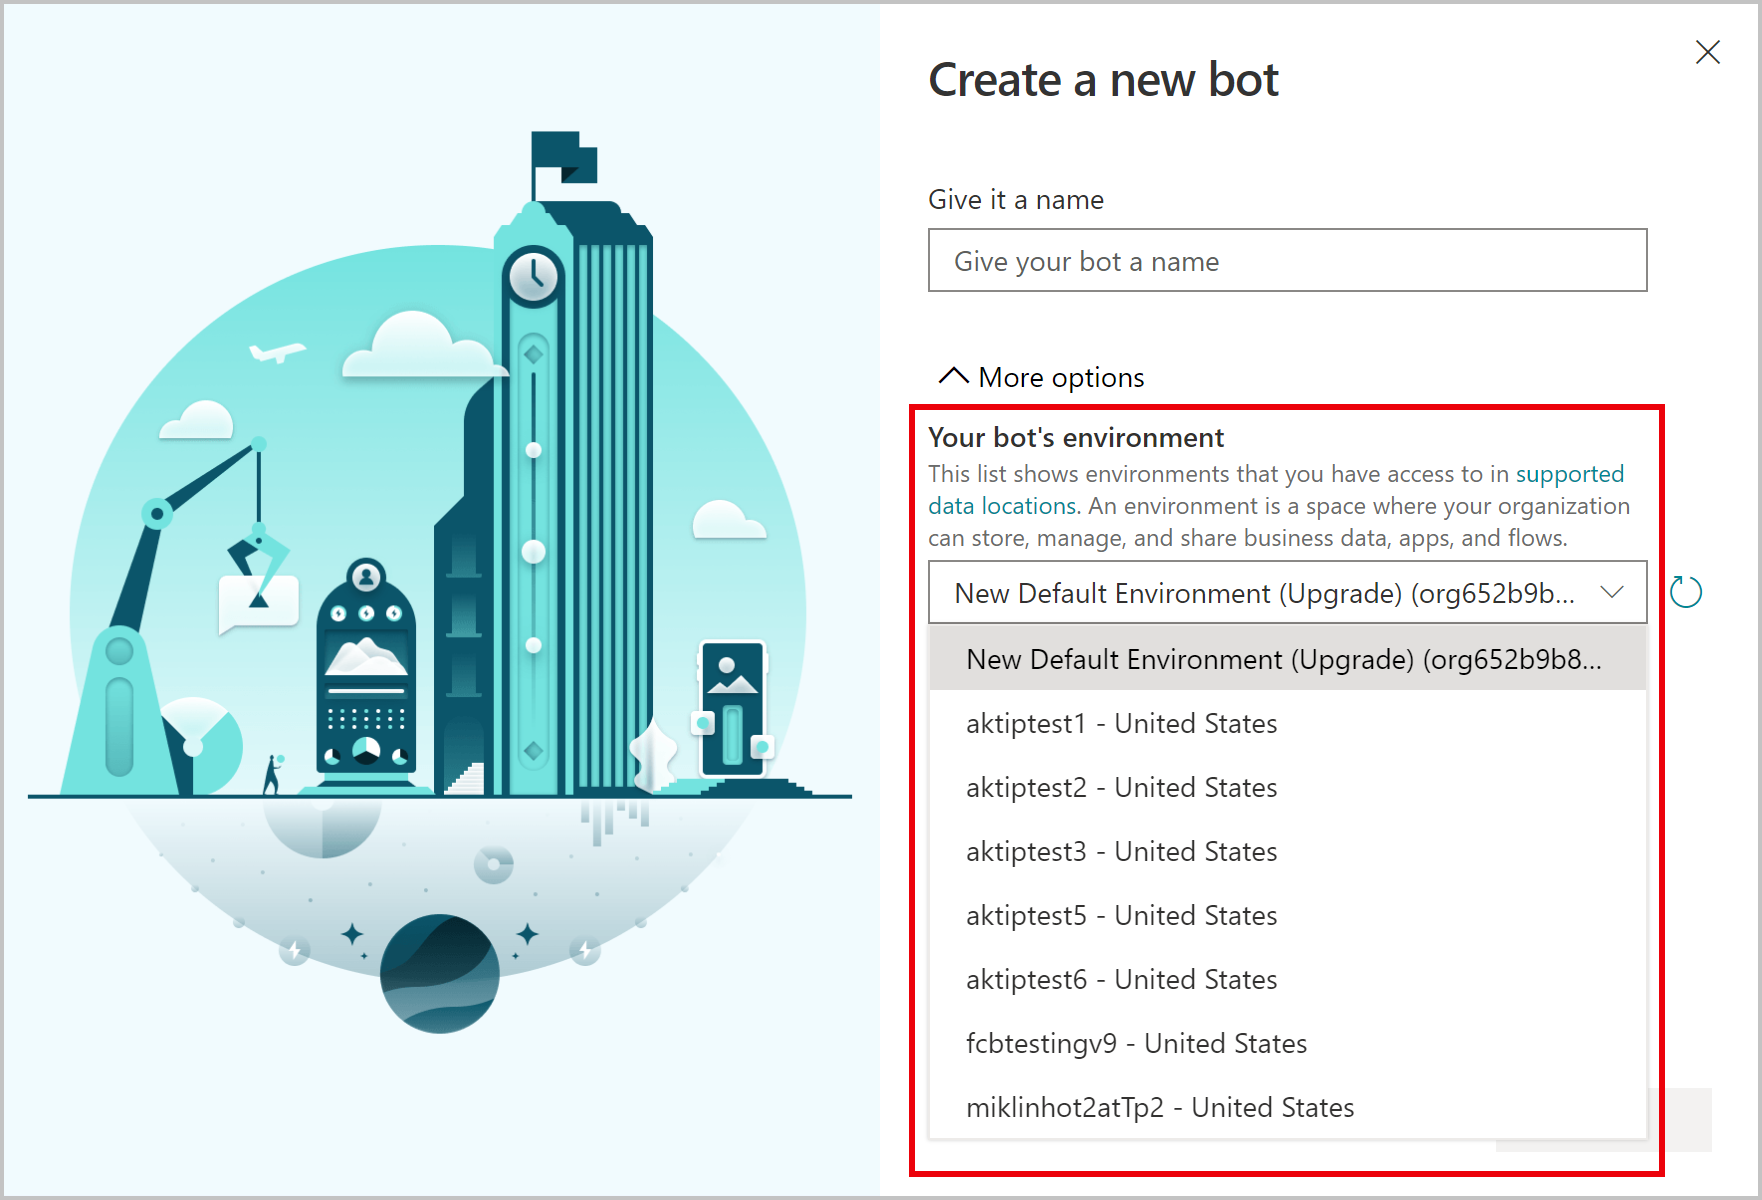 Create a new bot
Give it a name
Give your bot a name
More options
Your bot's environment
This list shows environments that you have access to in supported
data locations. An environment is a space where your organization
can store, manage, and share business data, apps, and flows.
New Default Environment (Upgrade) (org652b9b...
New Default Environment (Upgrade) (org652b9b8...
aktiptest1 - United States
aktiptest2 - United States
aktiptest3 - United States
aktiptest5 - United States
aktiptest6 - United States
fcbtestingv9 - United States
miklinhot2atTp2 - United States